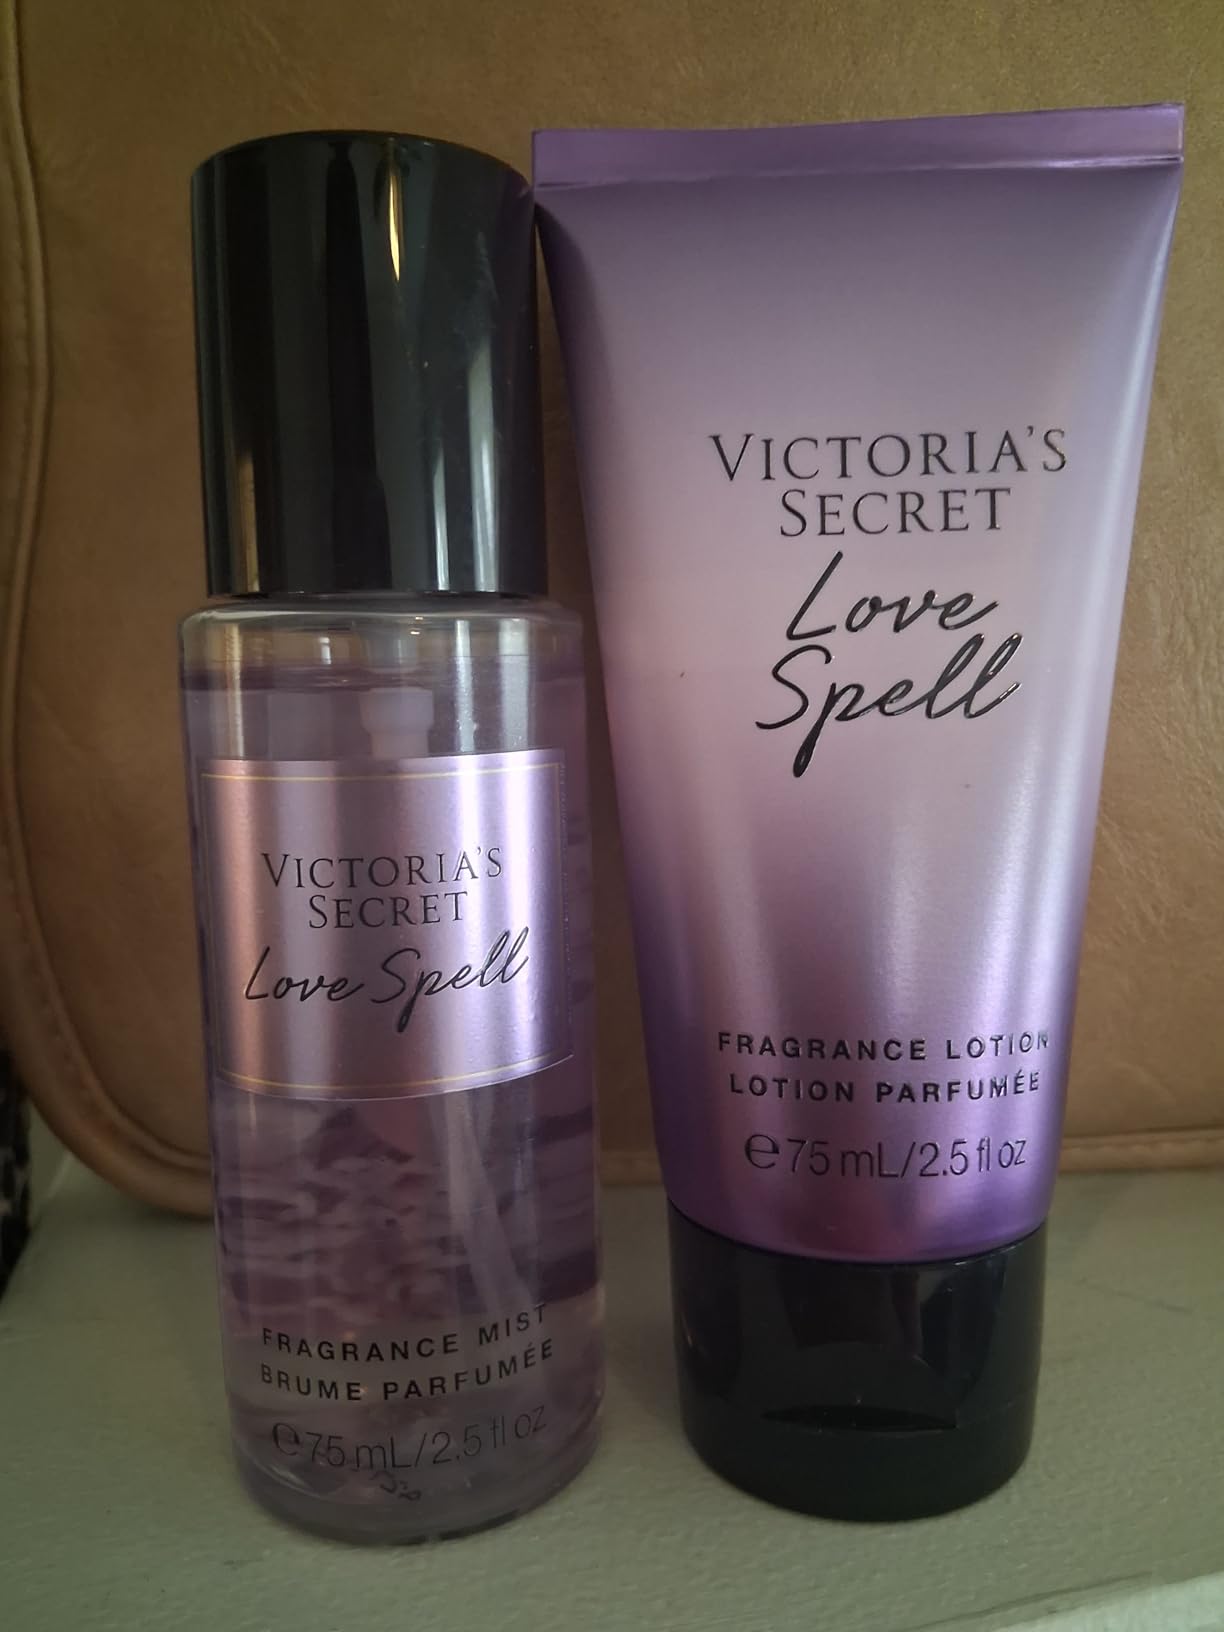 VICTORIA'S
SECRET
Love Spell
FRAGRANCE MIST
BRUME PARFUMÉE
℮75 mL/2.5 fl oz
VICTORIA'S
SECRET
Love
Spell
FRAGRANCE LOTION
LOTION PARFUMÉE
℮75 mL/2.5 fl oz